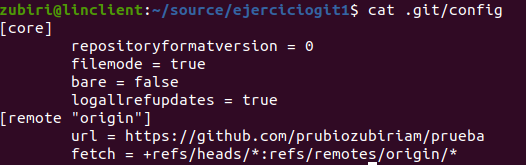 zubiri@linclient:~/source/ejerciciogit1$ cat .git/config
[core]
        repositoryformatversion = 0
        filemode = true
        bare = false
        logallrefupdates = true
[remote "origin"]
        url = https://github.com/prubiozubiriam/prueba
        fetch = +refs/heads/*:refs/remotes/origin/*